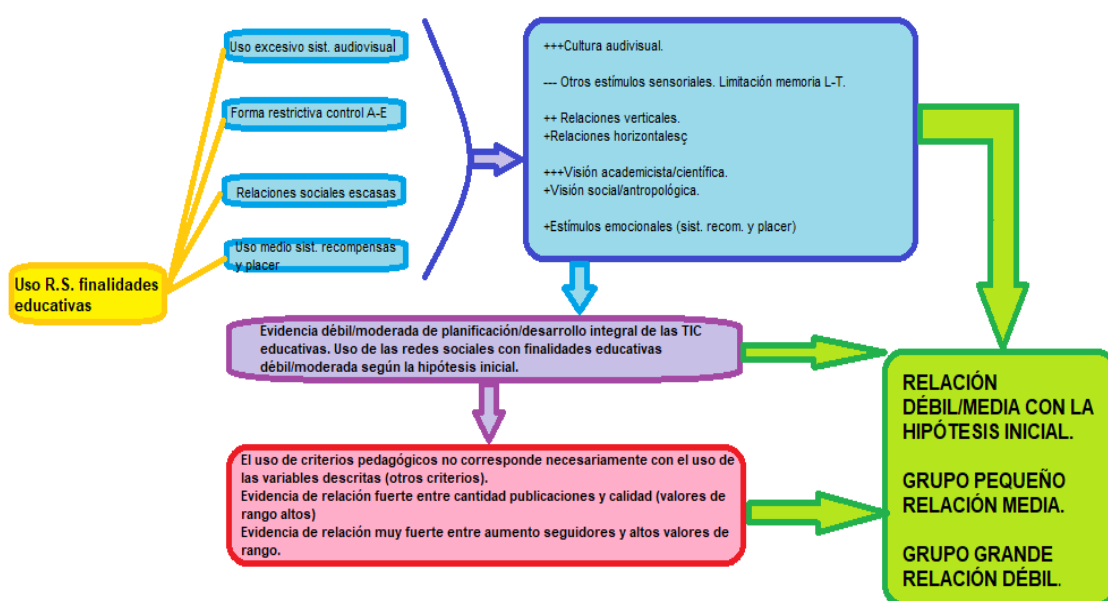 Uso excesivo sist. audiovisual
Forma restrictiva control A-E
Relaciones sociales escasas
Uso medio sist. recompensas
y placer
Uso R.S. finalidades
educativas
+++Cultura audivisual.
--- Otros estímulos sensoriales. Limitación memoria L-T.
++ Relaciones verticales.
+Relaciones horizontalesç
+++Visión academicista/científica.
+Visión social/antropológica.
+Estímulos emocionales (sist. recom. y placer)
Evidencia débil/moderada de planificación/desarrollo integral de las TIC
educativas. Uso de las redes sociales con finalidades educativas
débil/moderada según la hipótesis inicial.
El uso de criterios pedagógicos no corresponde necesariamente con el uso de
las variables descritas (otros criterios).
Evidencia de relación fuerte entre cantidad publicaciones y calidad (valores de
rango altos)
Evidencia de relación muy fuerte entre aumento seguidores y altos valores de
rango.
RELACIÓN
DÉBIL/MEDIA CON LA
HIPÓTESIS INICIAL.
GRUPO PEQUEÑO
RELACIÓN MEDIA.
GRUPO GRANDE
RELACIÓN DÉBIL.